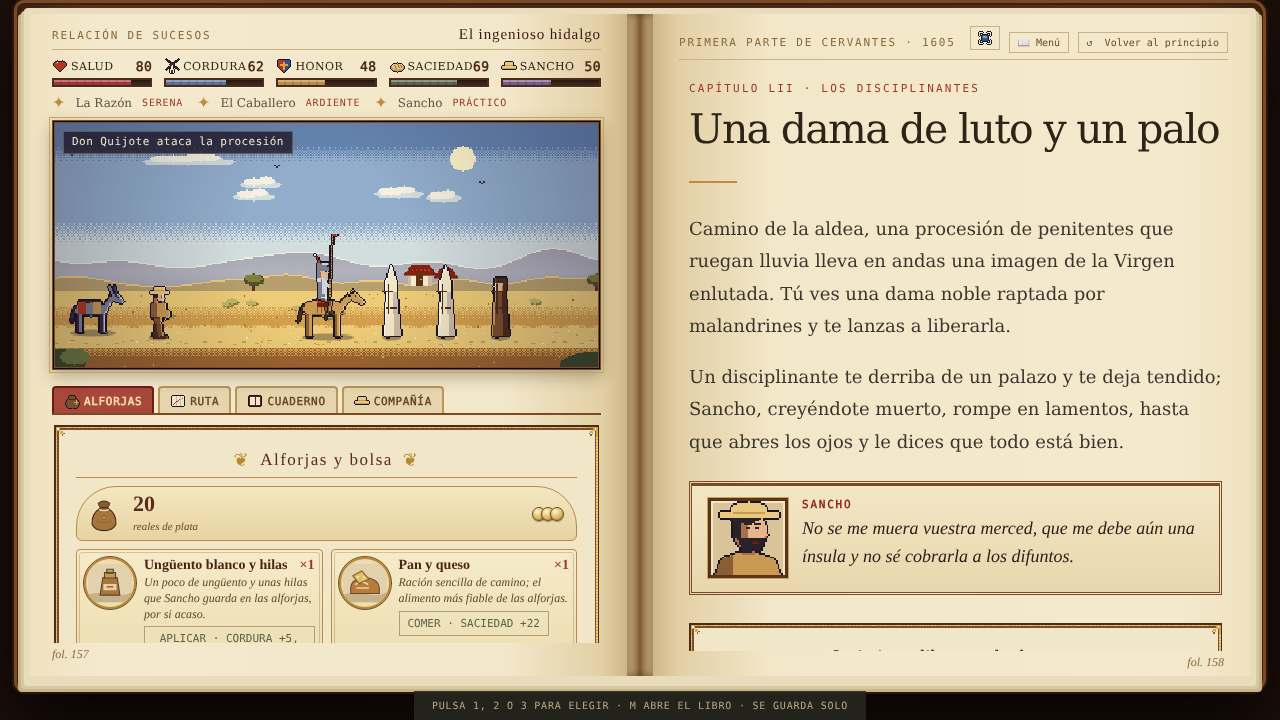 RELACIÓN DE SUCESOS
El ingenioso hidalgo
SALUD 80
CORDURA 62
HONOR 48
SACIEDAD 69
SANCHO 50
La Razón SERENA
El Caballero ARDIENTE
Sancho PRÁCTICO
Don Quijote ataca la procesión
ALFORJAS
RUTA
CUADERNO
COMPAÑÍA
Alforjas y bolsa
20
reales de plata
Ungüento blanco y hilas ×1
Un poco de ungüento y unas hilas
que Sancho guarda en las alforjas,
por si acaso.
APLICAR · CORDURA +5,
Pan y queso ×1
Ración sencilla de camino; el
alimento más fiable de las alforjas.
COMER · SACIEDAD +22
fol. 157
PRIMERA PARTE DE CERVANTES · 1605
Menú
Volver al principio
CAPÍTULO LII · LOS DISCIPLINANTES
Una dama de luto y un palo
Camino de la aldea, una procesión de penitentes que
ruegan lluvia lleva en andas una imagen de la Virgen
enlutada. Tú ves una dama noble raptada por
malandrines y te lanzas a liberarla.
Un disciplinante te derriba de un palazo y te deja tendido;
Sancho, creyéndote muerto, rompe en lamentos, hasta
que abres los ojos y le dices que todo está bien.
SANCHO
No se me muera vuestra merced, que me debe aún una
ínsula y no sé cobrarla a los difuntos.
fol. 158
PULSA 1, 2 O 3 PARA ELEGIR · M ABRE EL LIBRO · SE GUARDA SOLO